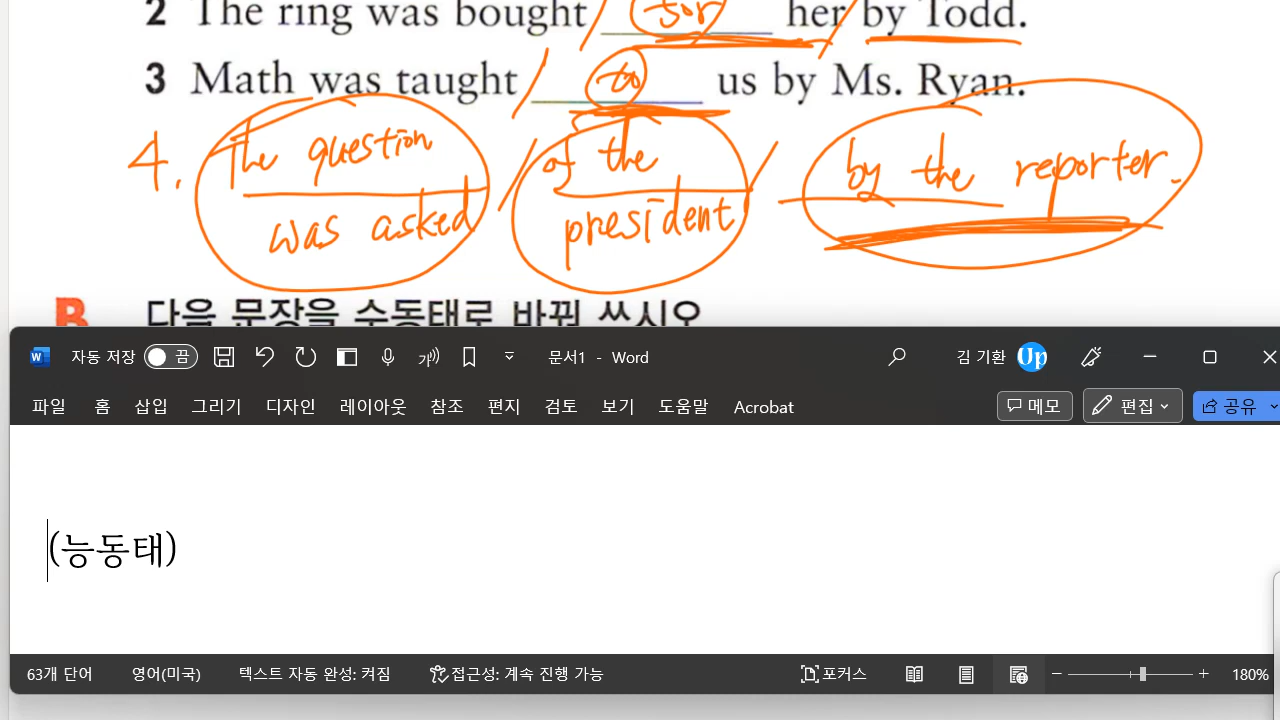 2 The ring was bought / for her / by Todd.
3 Math was taught / to us by Ms. Ryan.
4. The question / of the / by the reporter.
was asked president
B 다음 문장을 수동태로 바꿔 쓰시오
자동 저장 끔 문서1 - Word 김 기환 Up
파일 홈 삽입 그리기 디자인 레이아웃 참조 편지 검토 보기 도움말 Acrobat 메모 편집 공유
(능동태)
63개 단어 영어(미국) 텍스트 자동 완성: 켜짐 접근성: 계속 진행 가능 포커스 180%